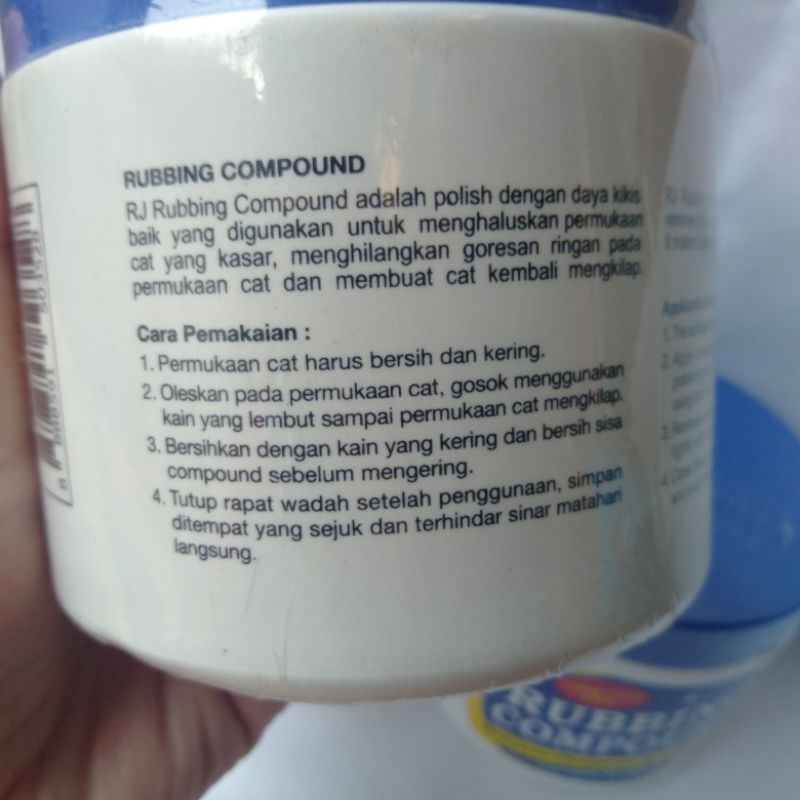 RUBBING COMPOUND
RJ Rubbing Compound adalah polish dengan daya kikis
baik yang digunakan untuk menghaluskan permukaan
cat yang kasar, menghilangkan goresan ringan pada
permukaan cat dan membuat cat kembali mengkilap.
Cara Pemakaian :
1. Permukaan cat harus bersih dan kering.
2. Oleskan pada permukaan cat, gosok menggunakan
kain yang lembut sampai permukaan cat mengkilap.
3. Bersihkan dengan kain yang kering dan bersih sisa
compound sebelum mengering.
4. Tutup rapat wadah setelah penggunaan, simpan
ditempat yang sejuk dan terhindar sinar matahari
langsung.